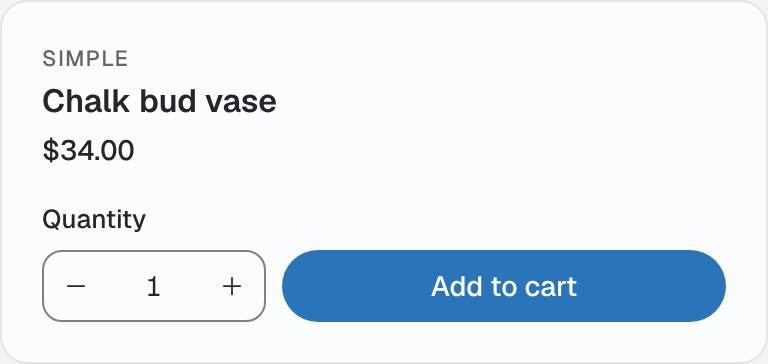 SIMPLE
Chalk bud vase
$34.00
Quantity
− 1 + Add to cart